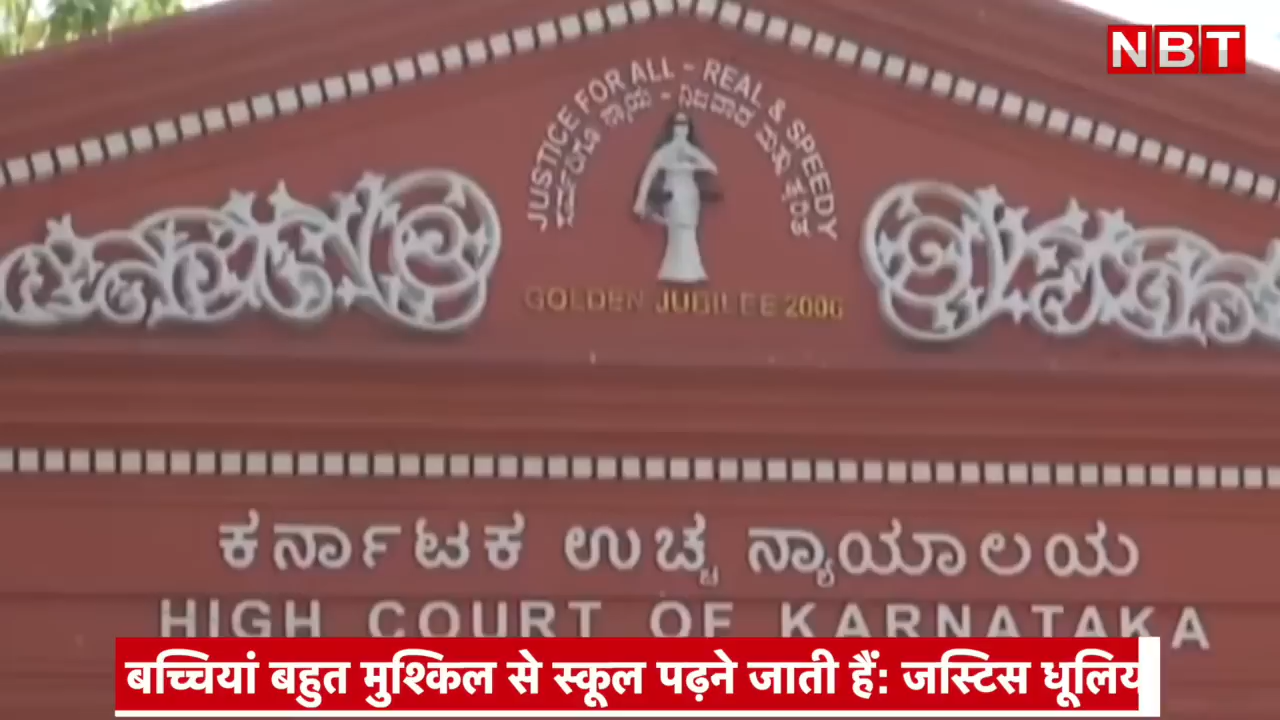 NBT
JUSTICE FOR ALL - REAL & SPEEDY
ನ್ಯಾಯ -
GOLDEN JUBILEE 2006
ಕರ್ನಾಟಕ ಉಚ್ಚ ನ್ಯಾಯಾಲಯ
HIGH COURT OF KARNATAKA
बच्चियां बहुत मुश्किल से स्कूल पढ़ने जाती हैं: जस्टिस